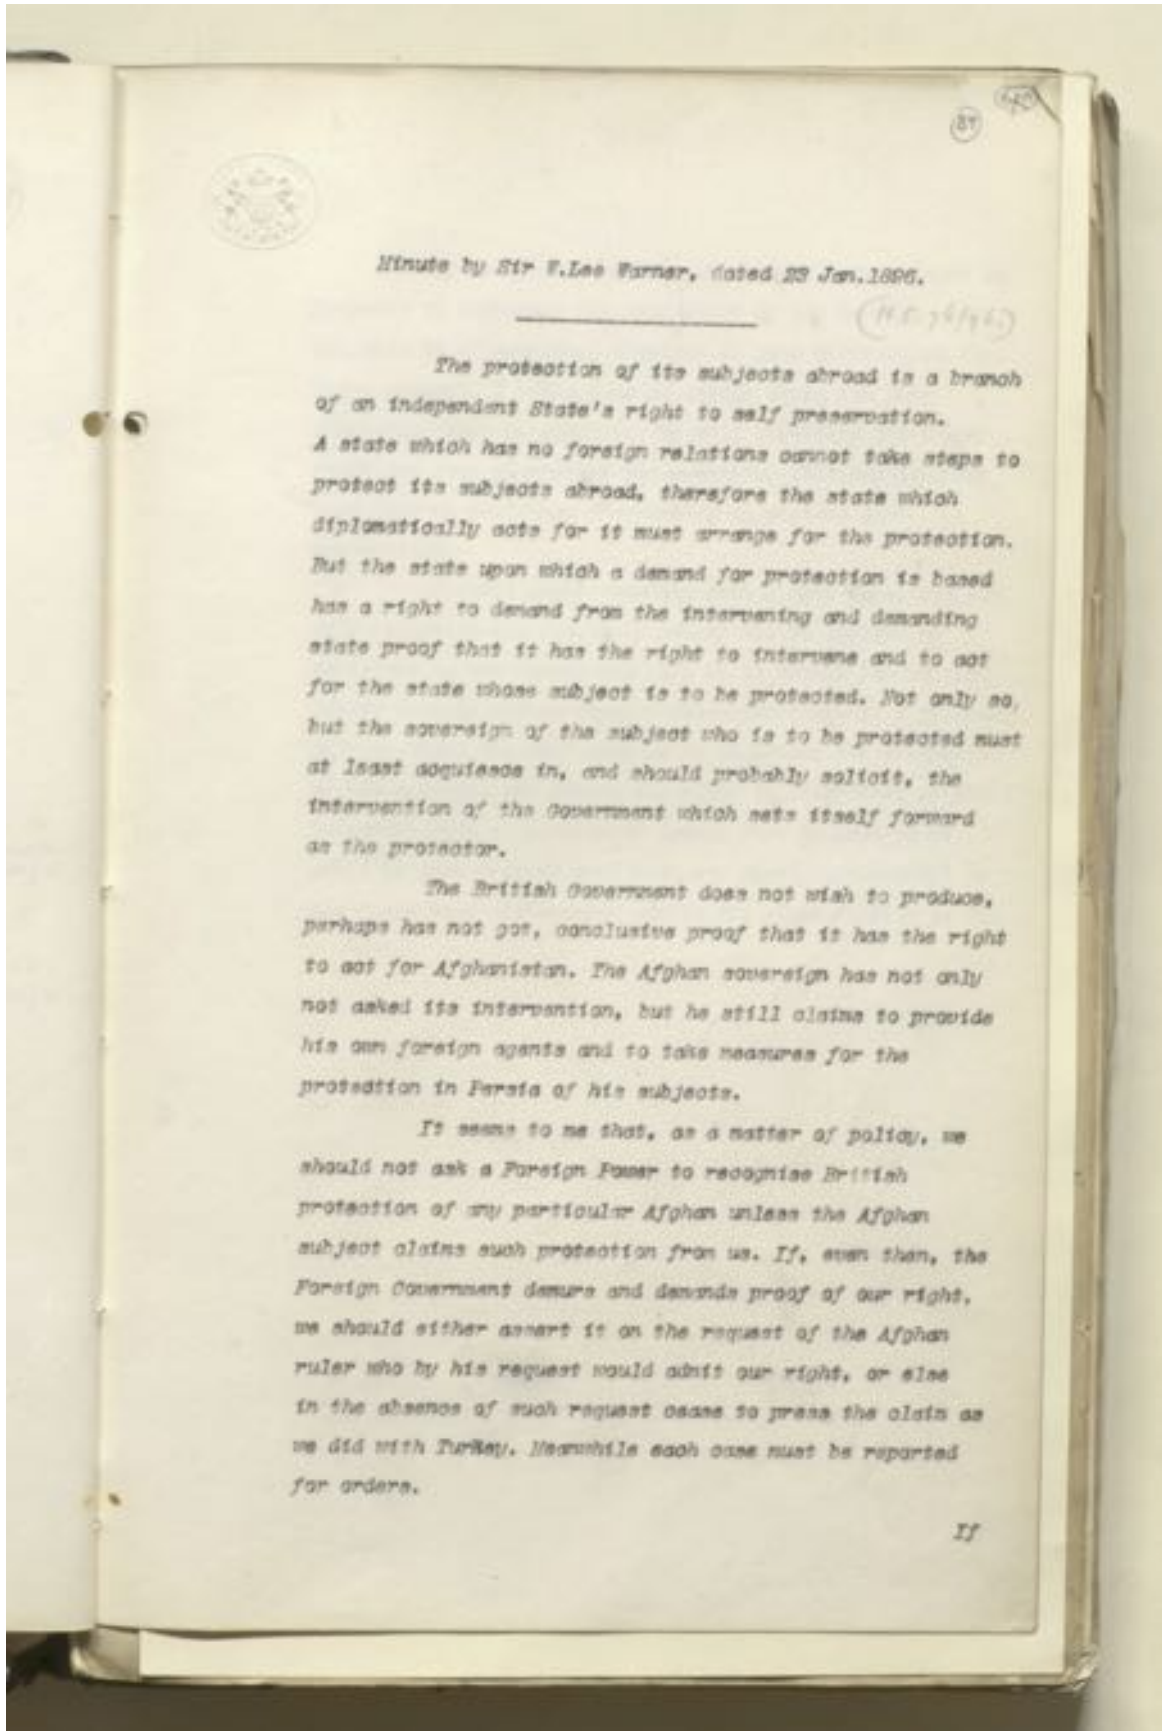 87
Minute by Sir W.Lee Warner, dated 23 Jan.1896.
The protection of its subjects abroad is a branch
of an independent State's right to self preservation.
A state which has no foreign relations cannot take steps to
protect its subjects abroad, therefore the state which
diplomatically acts for it must arrange for the protection.
But the state upon which a demand for protection is based
has a right to demand from the intervening and demanding
state proof that it has the right to intervene and to act
for the state whose subject is to be protected. Not only so,
but the sovereign of the subject who is to be protected must
at least acquiesce in, and should probably solicit, the
intervention of the Government which sets itself forward
as the protector.
The British Government does not wish to produce,
perhaps has not got, conclusive proof that it has the right
to act for Afghanistan. The Afghan sovereign has not only
not asked its intervention, but he still claims to provide
his own foreign agents and to take measures for the
protection in Persia of his subjects.
It seems to me that, as a matter of policy, we
should not ask a Foreign Power to recognise British
protection of any particular Afghan unless the Afghan
subject claims such protection from us. If, even then, the
Foreign Government demurs and demands proof of our right,
we should either assert it on the request of the Afghan
ruler who by his request would admit our right, or else
in the absence of such request cease to press the claim as
we did with Turkey. Meanwhile each case must be reported
for orders.
If